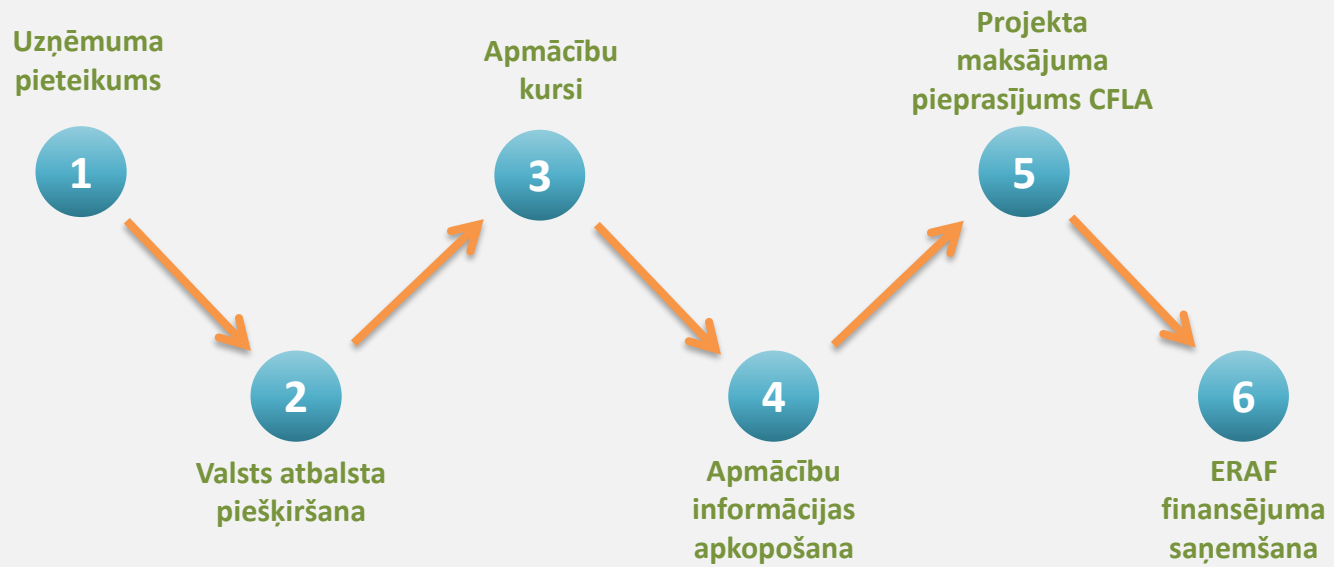 Uzņēmuma
pieteikums
1
2
Valsts atbalsta
piešķiršana
Apmācību
kursi
3
4
Apmācību
informācijas
apkopošana
Projekta
maksājuma
pieprasījums CFLA
5
6
ERAF
finansējuma
saņemšana